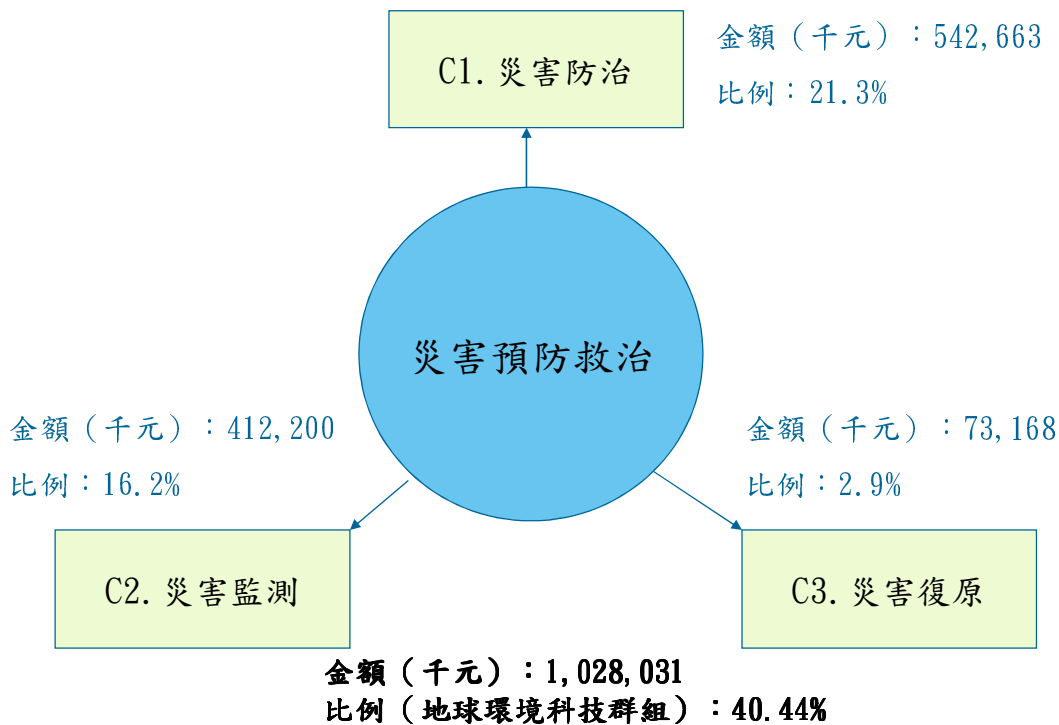 C1.災害防治
金額（千元）：542,663
比例：21.3%
災害預防救治
金額（千元）：412,200
比例：16.2%
金額（千元）：73,168
比例：2.9%
C2.災害監測
C3.災害復原
金額（千元）：1,028,031
比例（地球環境科技群組）：40.44%